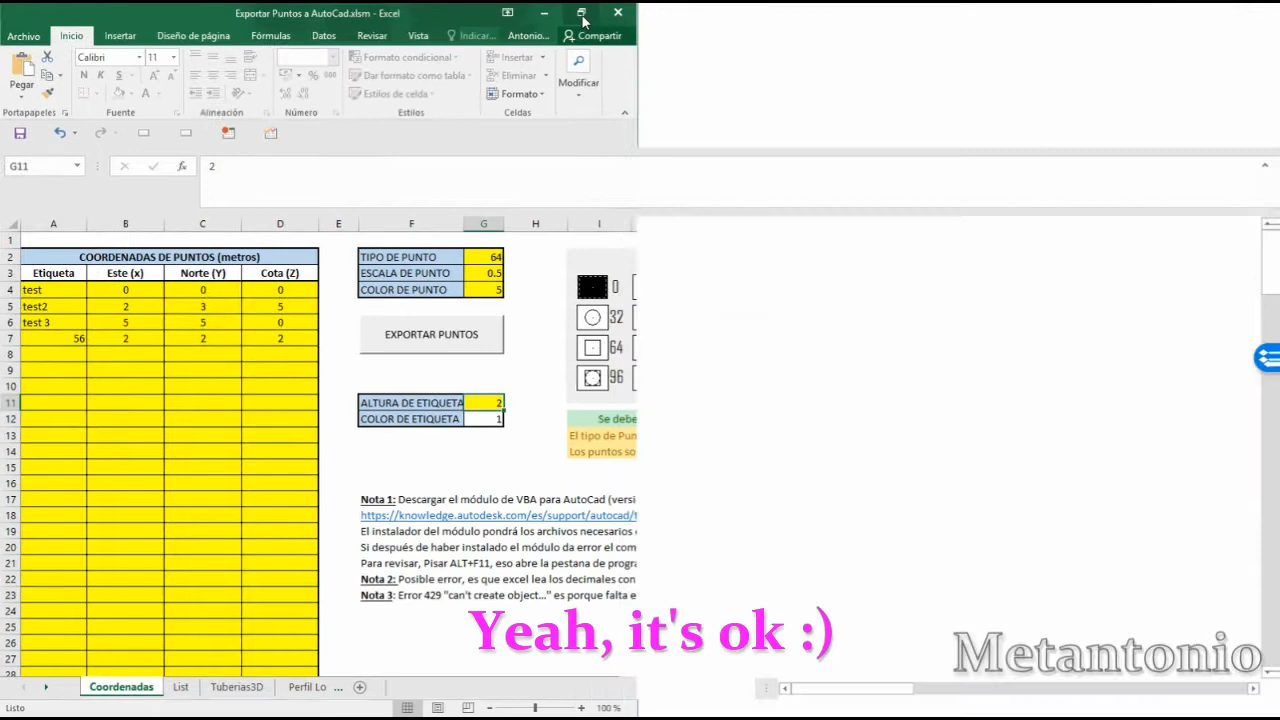 Exportar Puntos a AutoCad.xlsm - Excel
Archivo Inicio Insertar Diseño de página Fórmulas Datos Revisar Vista Indicar... Antonio... Compartir
Calibri 11 Formato condicional Insertar
Pegar N K S A A 000 Dar formato como tabla Eliminar Modificar
A Estilos de celda Formato
Portapapeles Fuente Alineación Número Estilos Celdas
G11 fx 2
A B C D E F G H I
1
2 COORDENADAS DE PUNTOS (metros) TIPO DE PUNTO 64
3 Etiqueta Este (x) Norte (Y) Cota (Z) ESCALA DE PUNTO 0.5
4 test 0 0 0 COLOR DE PUNTO 5 0
5 test2 2 3 5
6 test 3 5 5 0 32
7 56 2 2 2 EXPORTAR PUNTOS
8 64
9
10 96
11 ALTURA DE ETIQUETA 2
12 COLOR DE ETIQUETA 1 Se debe
13 El tipo de Pun
14 Los puntos so
15
16
17 Nota 1: Descargar el módulo de VBA para AutoCad (versi
18 https://knowledge.autodesk.com/es/support/autocad/t
19 El instalador del módulo pondrá los archivos necesarios
20 Si después de haber instalado el módulo da error el com
21 Para revisar, Pisar ALT+F11, eso abre la pestana de progr
22 Nota 2: Posible error, es que excel lea los decimales con
23 Nota 3: Error 429 "can't create object..." es porque falta e
24
25
26
27
28
Yeah, it's ok :)
Metantonio
Coordenadas List Tuberias3D Perfil Lo ...
Listo 100 %